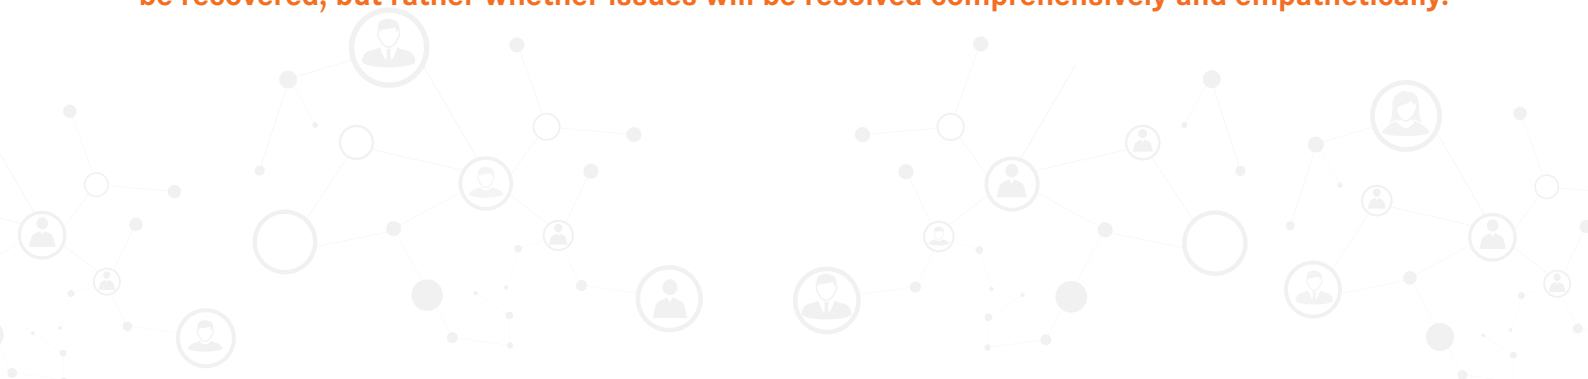 be recovered, but rather whether issues will be resolved comprehensively and empathetically.